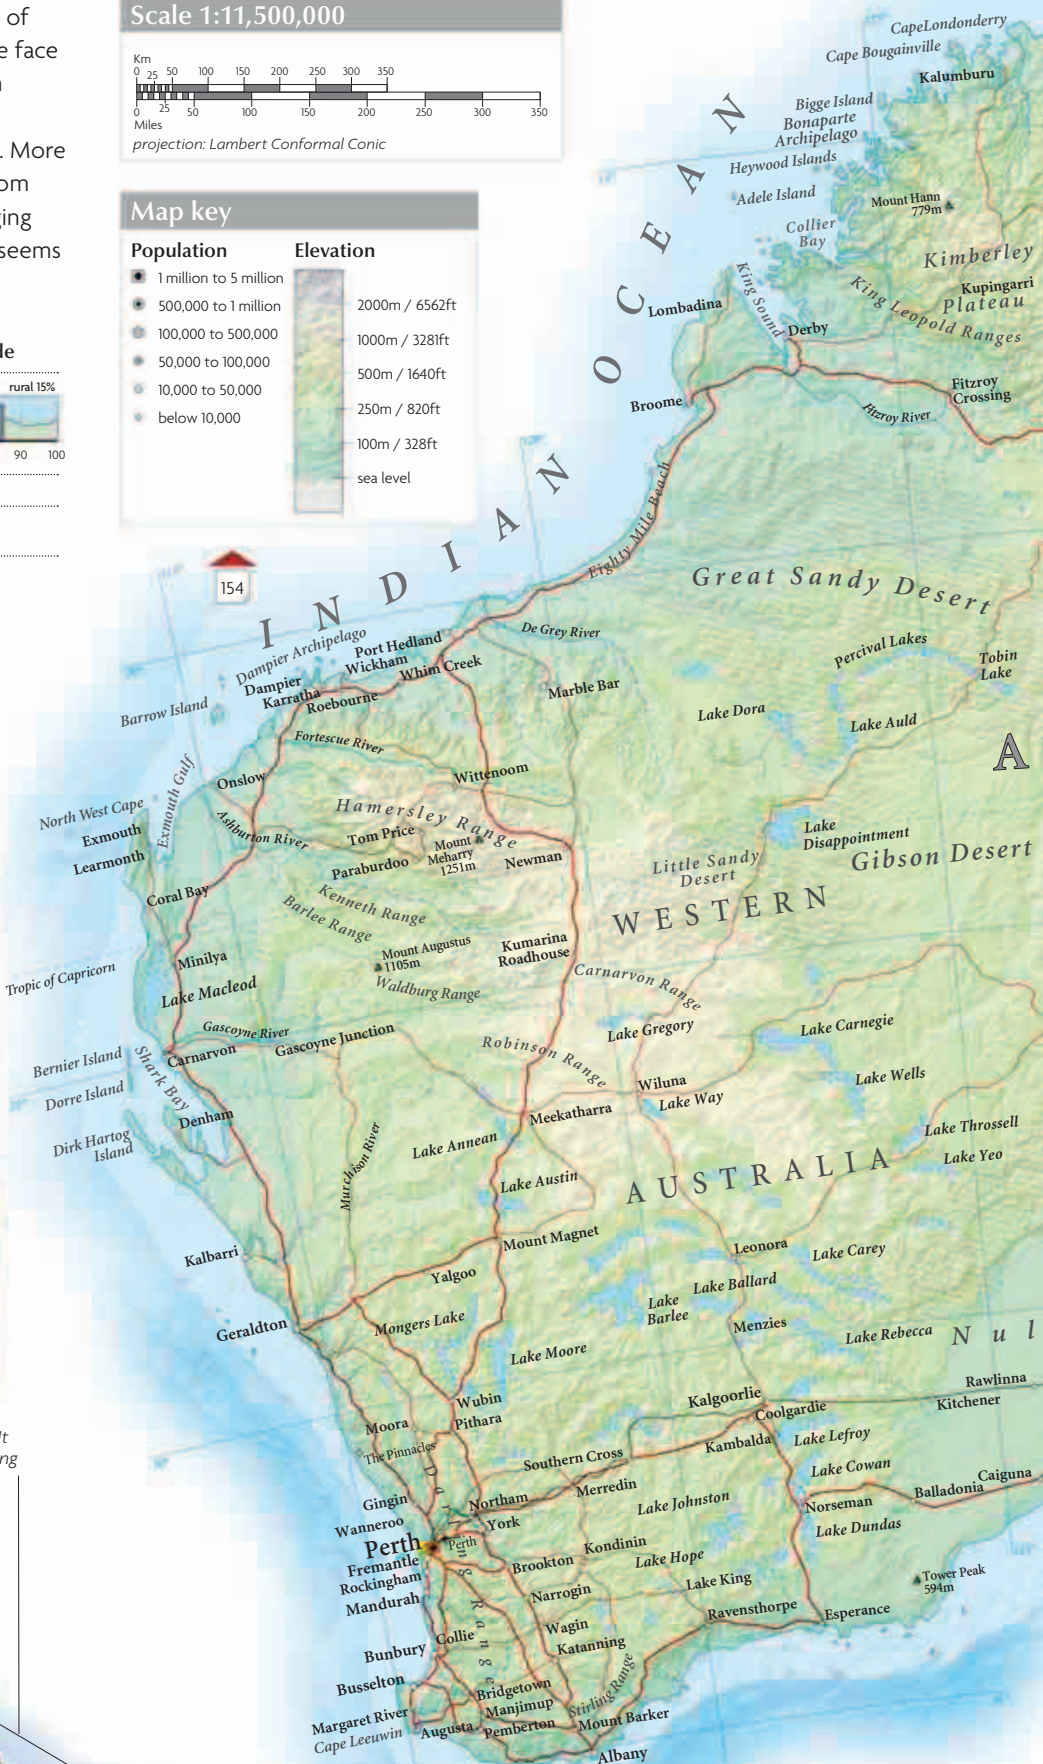 of
e face
n
. More
om
ging
seems
de
rural 15%
90 100
lt
ng
Scale 1:11,500,000
Km
0 25 50 100 150 200 250 300 350
0 25 50 100 150 200 250 300 350
Miles
projection: Lambert Conformal Conic
Map key
Population
1 million to 5 million
500,000 to 1 million
100,000 to 500,000
50,000 to 100,000
10,000 to 50,000
below 10,000
Elevation
2000m / 6562ft
1000m / 3281ft
500m / 1640ft
250m / 820ft
100m / 328ft
sea level
154
INDIAN OCEAN
CapeLondonderry
Cape Bougainville
Kalumburu
Bigge Island
Bonaparte
Archipelago
Heywood Islands
Adele Island
Mount Hann
779m
Collier
Bay
Kimberley
Plateau
Kupingarri
King Sound
King Leopold Ranges
Lombadina
Derby
Broome
Fitzroy
Crossing
Fitzroy River
Eighty Mile Beach
Great Sandy Desert
De Grey River
Dampier Archipelago
Port Hedland
Wickham
Whim Creek
Dampier
Karratha
Roebourne
Barrow Island
Marble Bar
Percival Lakes
Tobin
Lake
Lake Dora
Lake Auld
A
Fortescue River
Exmouth Gulf
Onslow
Wittenoom
North West Cape
Exmouth
Learmonth
Ashburton River
Hamersley Range
Tom Price
Mount
Meharry
1251m
Paraburdoo
Newman
Lake
Disappointment
Little Sandy
Desert
Gibson Desert
Coral Bay
Kenneth Range
Barlee Range
WESTERN
Mount Augustus
1105m
Kumarina
Roadhouse
Minilya
Tropic of Capricorn
Waldburg Range
Carnarvon Range
Lake Macleod
Lake Gregory
Lake Carnegie
Gascoyne River
Gascoyne Junction
Carnarvon
Robinson Range
Bernier Island
Shark Bay
Dorre Island
Wiluna
Lake Way
Lake Wells
Meekatharra
Denham
Dirk Hartog
Island
Murchison River
Lake Annean
Lake Throssell
Lake Yeo
Lake Austin
AUSTRALIA
Kalbarri
Mount Magnet
Leonora
Lake Carey
Yalgoo
Lake Ballard
Lake
Barlee
Geraldton
Mongers Lake
Menzies
Lake Rebecca
Nul
Lake Moore
Rawlinna
Kitchener
Kalgoorlie
Wubin
Pithara
Coolgardie
Moora
The Pinnacles
Kambalda
Lake Lefroy
Southern Cross
Lake Cowan
Merredin
Caiguna
Balladonia
Gingin
Darling Range
Northam
Lake Johnston
Norseman
Wanneroo
York
Lake Dundas
Perth
Perth
Kondinin
Fremantle
Brookton
Lake Hope
Rockingham
Tower Peak
594m
Mandurah
Narrogin
Lake King
Ravensthorpe
Esperance
Wagin
Collie
Katanning
Bunbury
Busselton
Bridgetown
Stirling Range
Manjimup
Margaret River
Pemberton
Mount Barker
Cape Leeuwin
Augusta
Albany